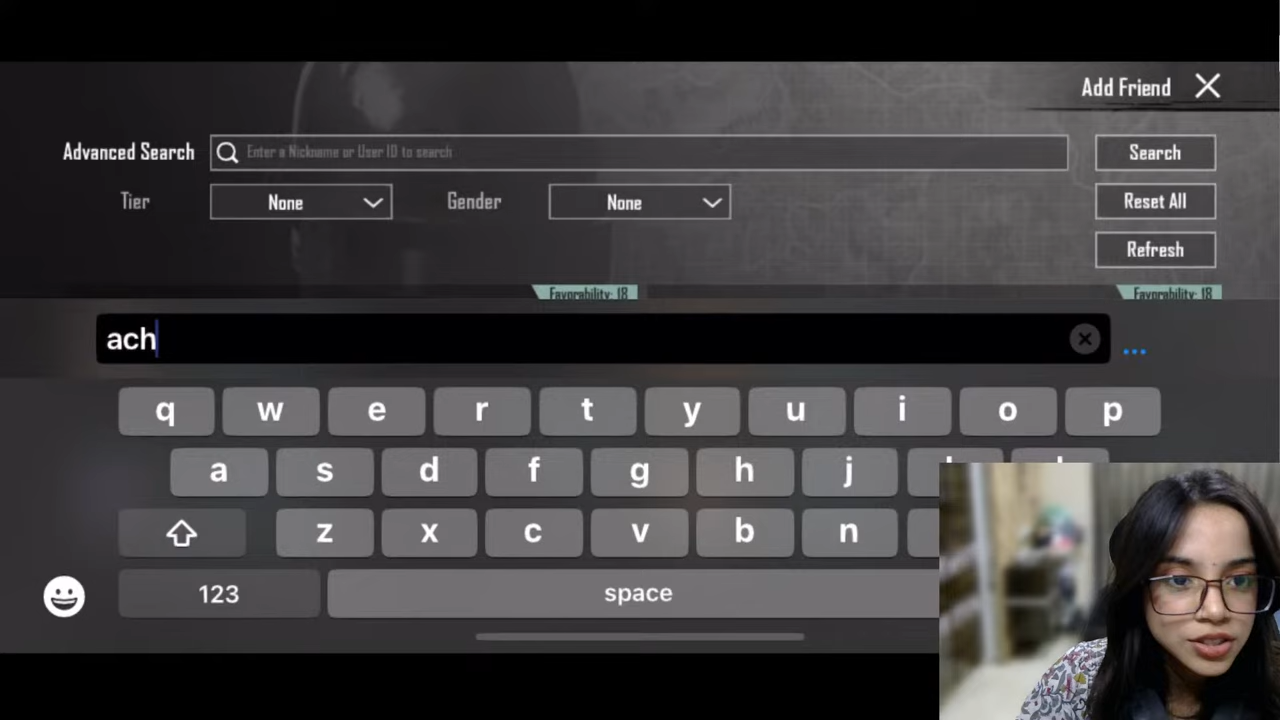 Add Friend
Advanced Search
Enter a Nickname or User ID to search
Search
Tier
None
Gender
None
Reset All
Refresh
Favorability: 18
Favorability: 18
ach
...
q w e r t y u i o p
a s d f g h j
z x c v b n
123
space